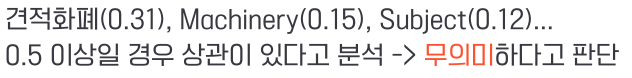 견적화폐(0.31), Machinery(0.15), Subject(0.12)...
0.5 이상일 경우 상관이 있다고 분석 -> 무의미하다고 판단